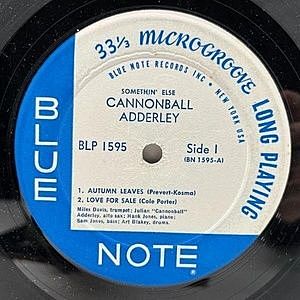 33⅓ MICROGROOVE LONG PLAYING
BLUE NOTE RECORDS INC • NEW YORK USA
SOMETHIN' ELSE
CANNONBALL
ADDERLEY
BLP 1595
Side 1
(BN 1595-A)
1. AUTUMN LEAVES (Prevert-Kosma)
2. LOVE FOR SALE (Cole Porter)
Miles Davis, trumpet; Julian "Cannonball"
Adderley, alto sax; Hank Jones, piano;
Sam Jones, bass; Art Blakey, drums.
BLUE
NOTE
®